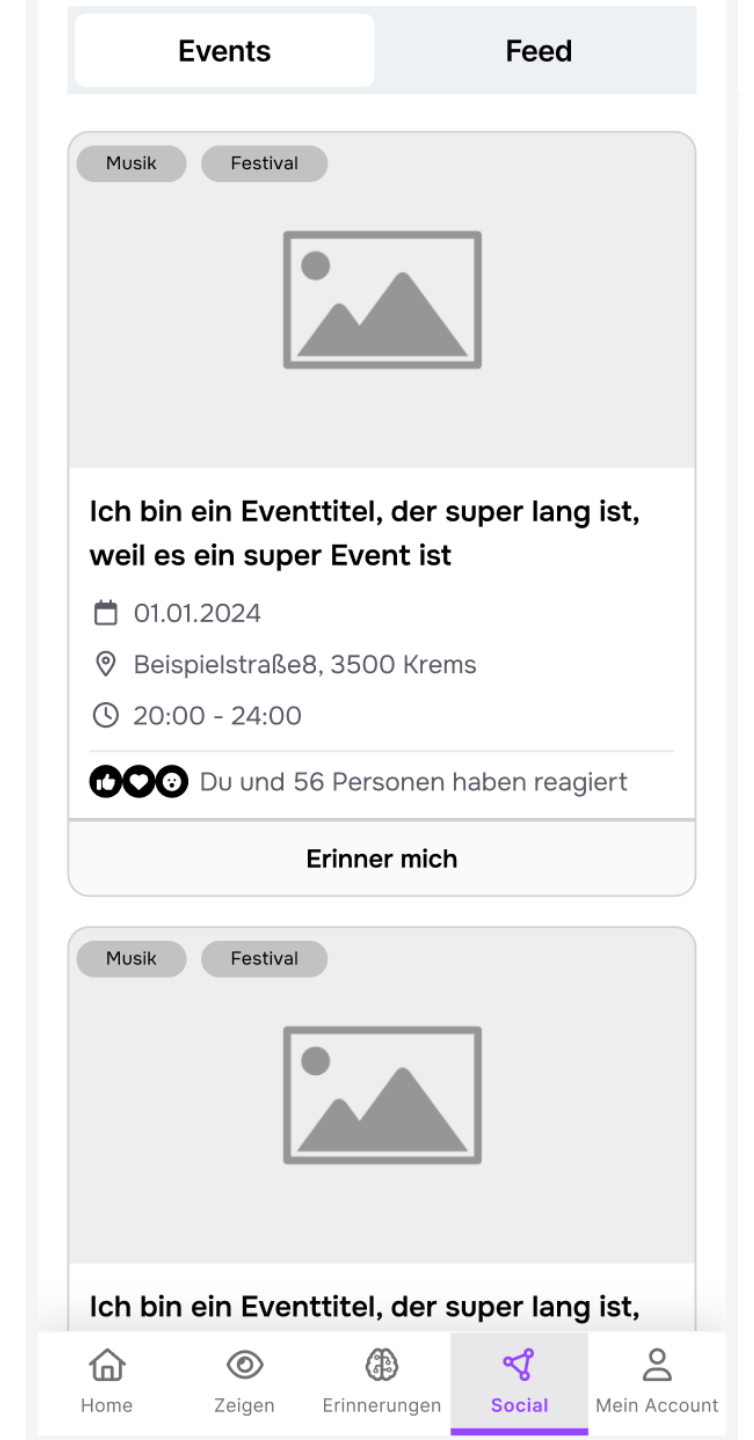 Events
Feed
Musik
Festival
Ich bin ein Eventtitel, der super lang ist,
weil es ein super Event ist
01.01.2024
Beispielstraße8, 3500 Krems
20:00 - 24:00
Du und 56 Personen haben reagiert
Erinner mich
Musik
Festival
Ich bin ein Eventtitel, der super lang ist,
Home
Zeigen
Erinnerungen
Social
Mein Account